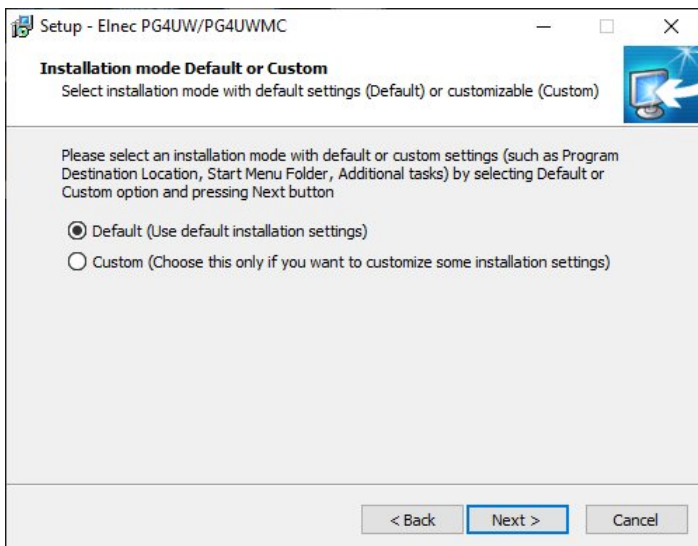 Setup - Elnec PG4UW/PG4UWMC
Installation mode Default or Custom
Select installation mode with default settings (Default) or customizable (Custom)
Please select an installation mode with default or custom settings (such as Program
Destination Location, Start Menu Folder, Additional tasks) by selecting Default or
Custom option and pressing Next button
Default (Use default installation settings)
Custom (Choose this only if you want to customize some installation settings)
< Back
Next >
Cancel